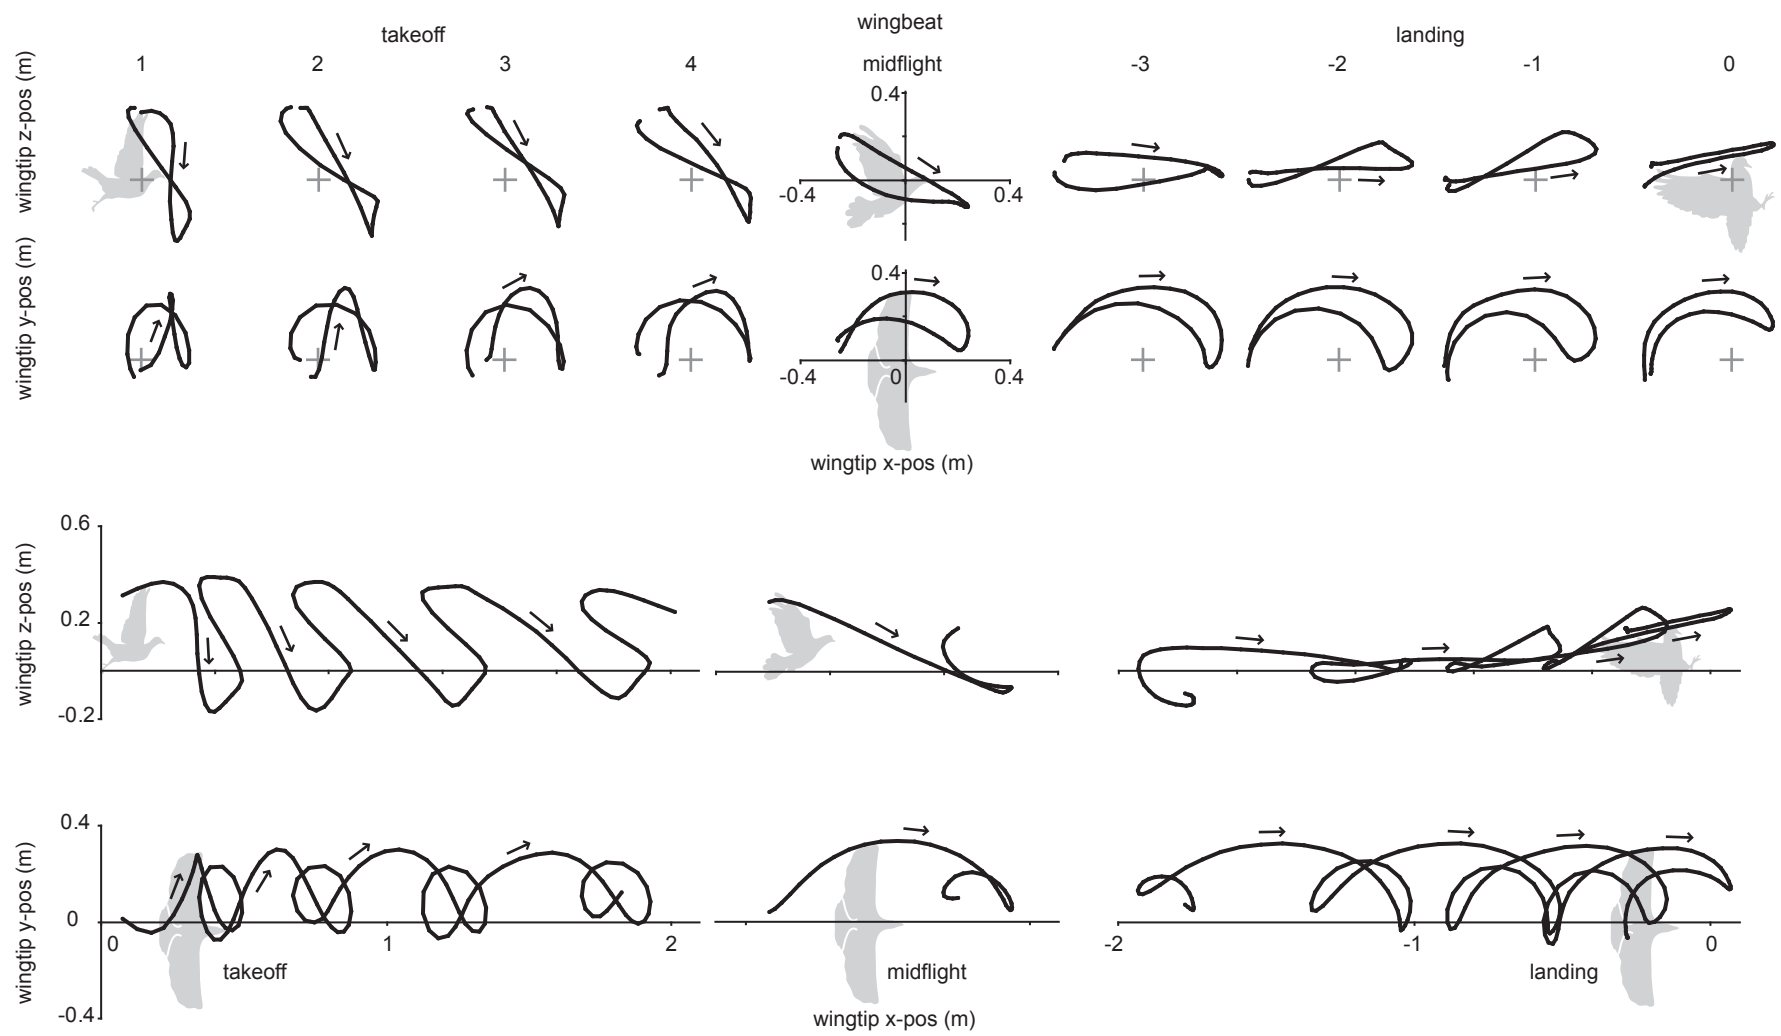 wingbeat
takeoff
landing
1 2 3 4 midflight -3 -2 -1 0
wingtip z-pos (m)
0.4
-0.4 0.4
wingtip y-pos (m)
0.4
-0.4 0 0.4
wingtip x-pos (m)
wingtip z-pos (m)
0.6
0.2
-0.2
wingtip y-pos (m)
0.4
0
0 1 2 -2 -1 0
takeoff midflight landing
-0.4
wingtip x-pos (m)